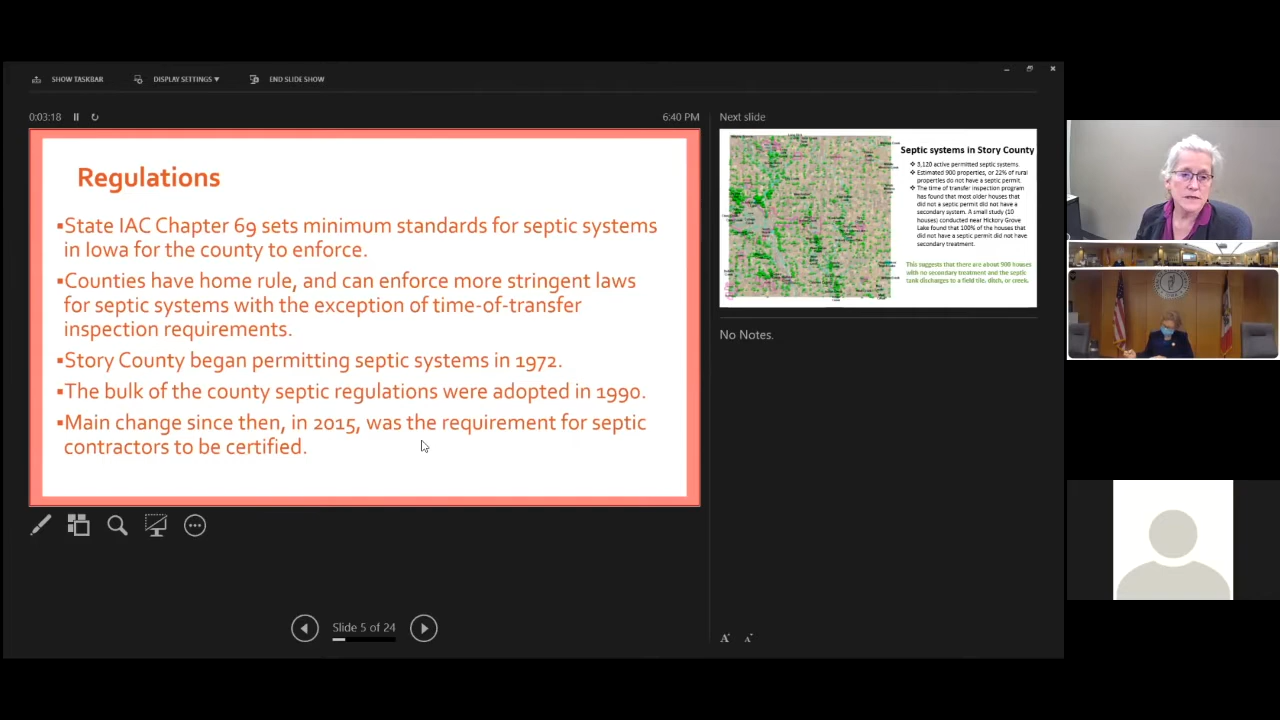 SHOW TASKBAR
DISPLAY SETTINGS ▼
END SLIDE SHOW
0:03:18
6:40 PM
Regulations
▪State IAC Chapter 69 sets minimum standards for septic systems
in Iowa for the county to enforce.
▪Counties have home rule, and can enforce more stringent laws
for septic systems with the exception of time-of-transfer
inspection requirements.
▪Story County began permitting septic systems in 1972.
▪The bulk of the county septic regulations were adopted in 1990.
▪Main change since then, in 2015, was the requirement for septic
contractors to be certified.
Slide 5 of 24
Next slide
Septic systems in Story County
❖ 3,120 active permitted septic systems.
❖ Estimated 900 properties, or 22% of rural
properties do not have a septic permit.
❖ The time of transfer inspection program
has found that most older houses that
did not have a septic permit did not have a
secondary system. A small study (10
houses) conducted near Hickory Grove
Lake found that 100% of the houses that
did not have a septic permit did not have
secondary treatment.
This suggests that there are about 900 houses
with no secondary treatment and the septic
tank discharges to a field tile, ditch, or creek.
No Notes.
A
A